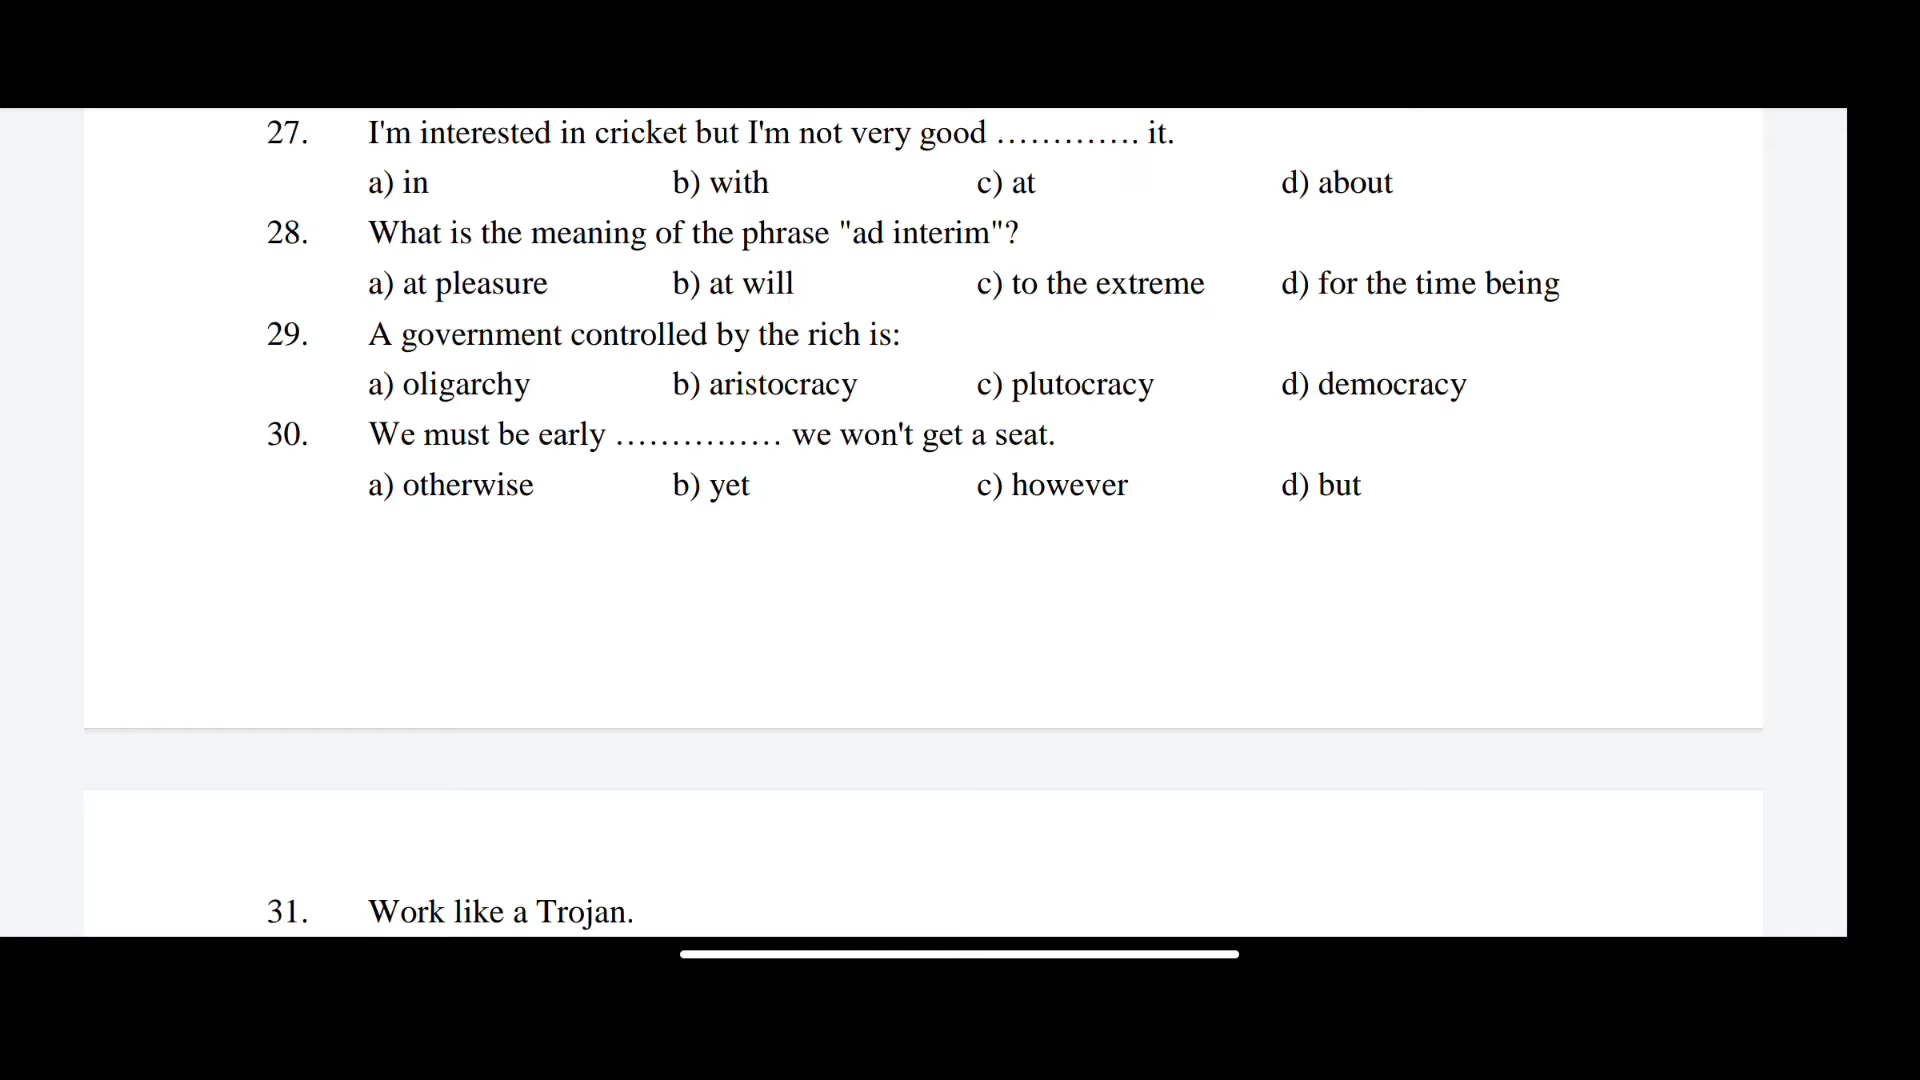 27. I'm interested in cricket but I'm not very good ............. it.
a) in b) with c) at d) about
28. What is the meaning of the phrase "ad interim"?
a) at pleasure b) at will c) to the extreme d) for the time being
29. A government controlled by the rich is:
a) oligarchy b) aristocracy c) plutocracy d) democracy
30. We must be early ............... we won't get a seat.
a) otherwise b) yet c) however d) but
31. Work like a Trojan.